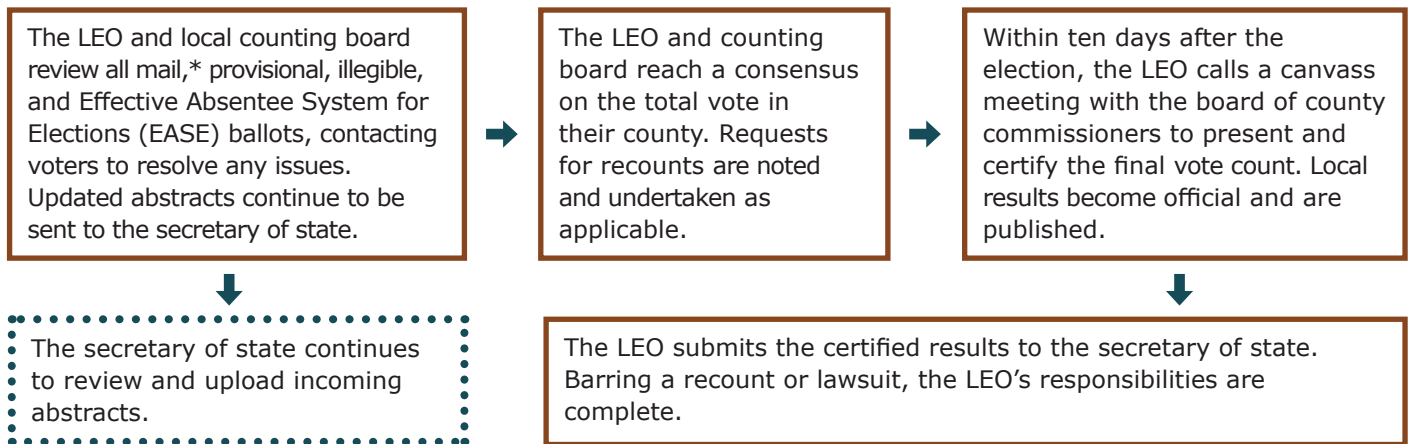 The LEO and local counting board
review all mail,* provisional, illegible,
and Effective Absentee System for
Elections (EASE) ballots, contacting
voters to resolve any issues.
Updated abstracts continue to be
sent to the secretary of state.
The LEO and counting
board reach a consensus
on the total vote in
their county. Requests
for recounts are noted
and undertaken as
applicable.
Within ten days after the
election, the LEO calls a canvass
meeting with the board of county
commissioners to present and
certify the final vote count. Local
results become official and are
published.
The secretary of state continues
to review and upload incoming
abstracts.
The LEO submits the certified results to the secretary of state.
Barring a recount or lawsuit, the LEO’s responsibilities are
complete.